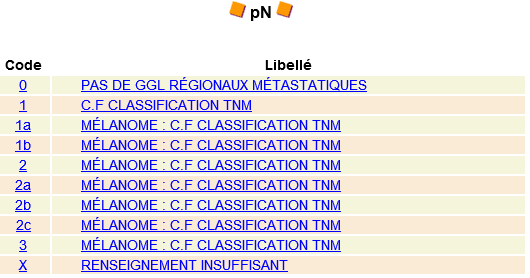 pN
Code Libellé
0 PAS DE GGL RÉGIONAUX MÉTASTATIQUES
1 C.F CLASSIFICATION TNM
1a MÉLANOME : C.F CLASSIFICATION TNM
1b MÉLANOME : C.F CLASSIFICATION TNM
2 MÉLANOME : C.F CLASSIFICATION TNM
2a MÉLANOME : C.F CLASSIFICATION TNM
2b MÉLANOME : C.F CLASSIFICATION TNM
2c MÉLANOME : C.F CLASSIFICATION TNM
3 MÉLANOME : C.F CLASSIFICATION TNM
X RENSEIGNEMENT INSUFFISANT